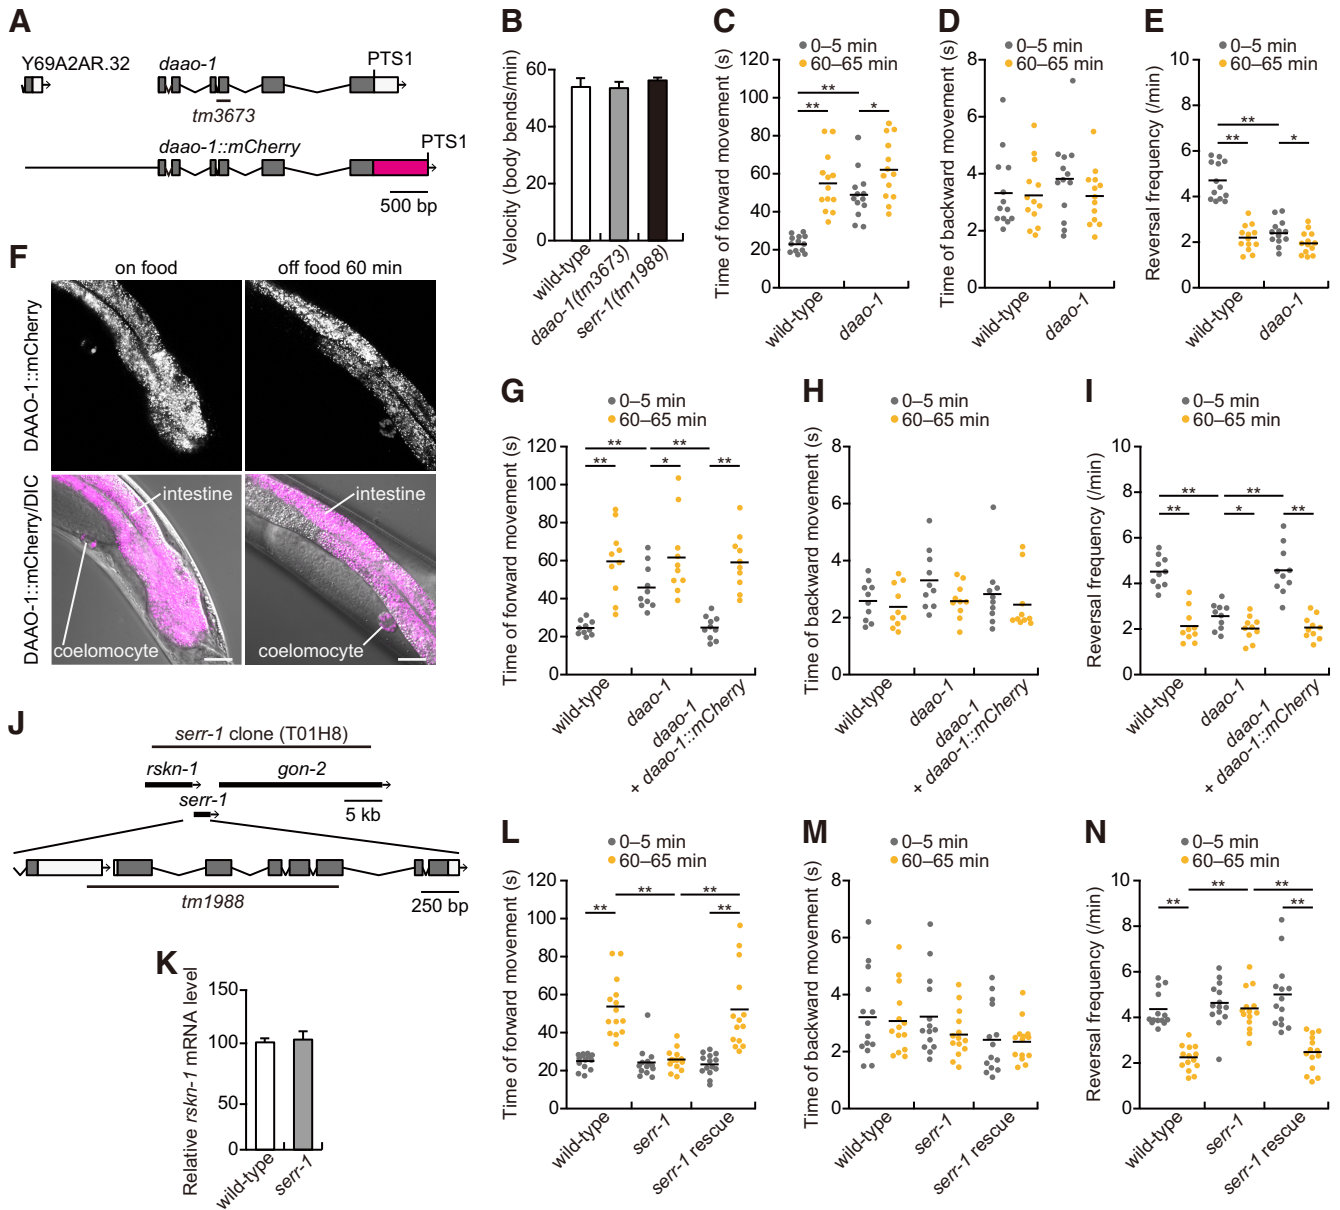 A
Y69A2AR.32
daao-1
PTS1
tm3673
daao-1::mCherry
PTS1
500 bp
B
Velocity (body bends/min)
60
40
20
0
wild-type
daao-1(tm3673)
serr-1(tm1988)
C
0–5 min
60–65 min
Time of forward movement (s)
120
100
80
60
40
20
0
**
**
*
wild-type
daao-1
D
0–5 min
60–65 min
Time of backward movement (s)
8
6
4
2
0
wild-type
daao-1
E
0–5 min
60–65 min
Reversal frequency (/min)
10
8
6
4
2
0
**
**
*
wild-type
daao-1
F
on food
off food 60 min
DAAO-1::mCherry
DAAO-1::mCherry/DIC
intestine
coelomocyte
intestine
coelomocyte
G
0–5 min
60–65 min
Time of forward movement (s)
120
100
80
60
40
20
0
** **
** * **
wild-type
daao-1
daao-1
+ daao-1::mCherry
H
0–5 min
60–65 min
Time of backward movement (s)
8
6
4
2
0
wild-type
daao-1
daao-1
+ daao-1::mCherry
I
0–5 min
60–65 min
Reversal frequency (/min)
10
8
6
4
2
0
** **
** * **
wild-type
daao-1
daao-1
+ daao-1::mCherry
J
serr-1 clone (T01H8)
rskn-1
gon-2
serr-1
5 kb
tm1988
250 bp
K
Relative rskn-1 mRNA level
150
100
50
0
wild-type
serr-1
L
0–5 min
60–65 min
Time of forward movement (s)
120
100
80
60
40
20
0
** **
** **
wild-type
serr-1
serr-1 rescue
M
0–5 min
60–65 min
Time of backward movement (s)
8
6
4
2
0
wild-type
serr-1
serr-1 rescue
N
0–5 min
60–65 min
Reversal frequency (/min)
10
8
6
4
2
0
** **
** **
wild-type
serr-1
serr-1 rescue